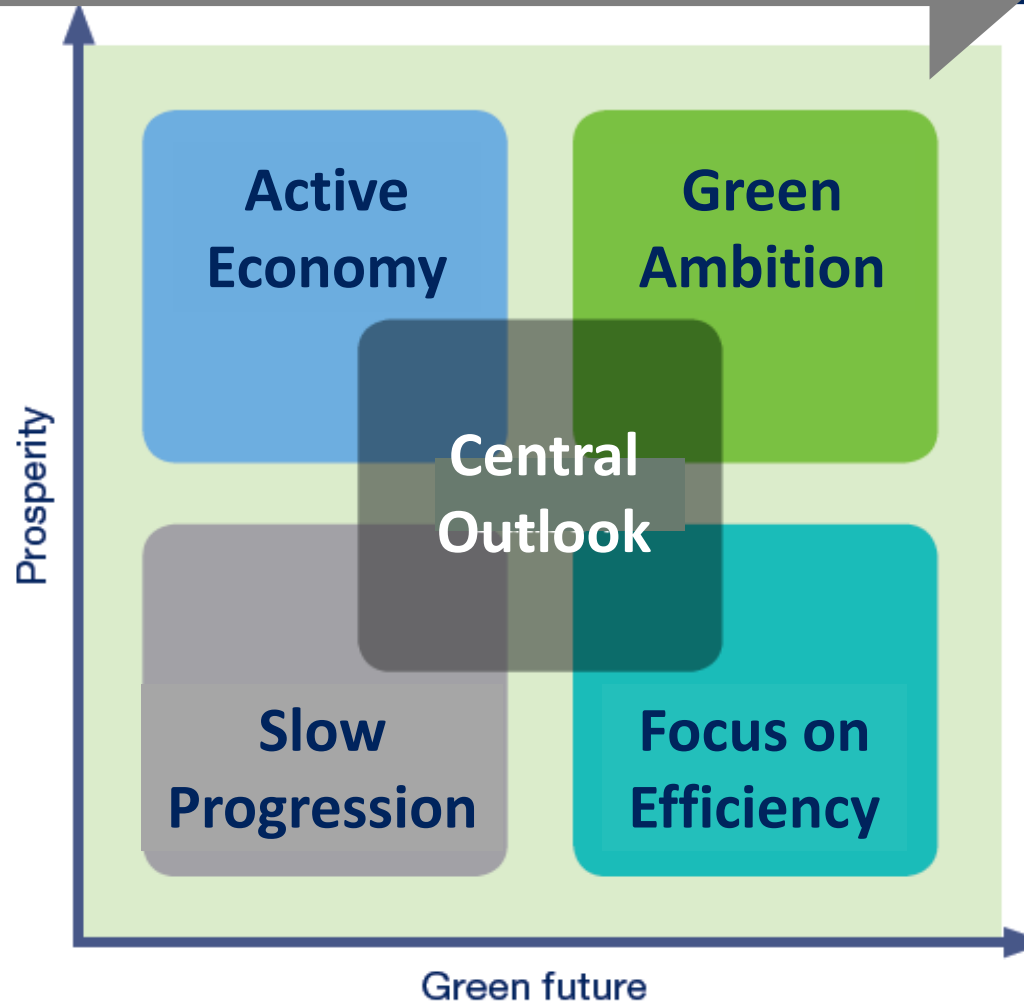 Active
Economy
Green
Ambition
Prosperity
Central
Outlook
Slow
Progression
Focus on
Efficiency
Green future